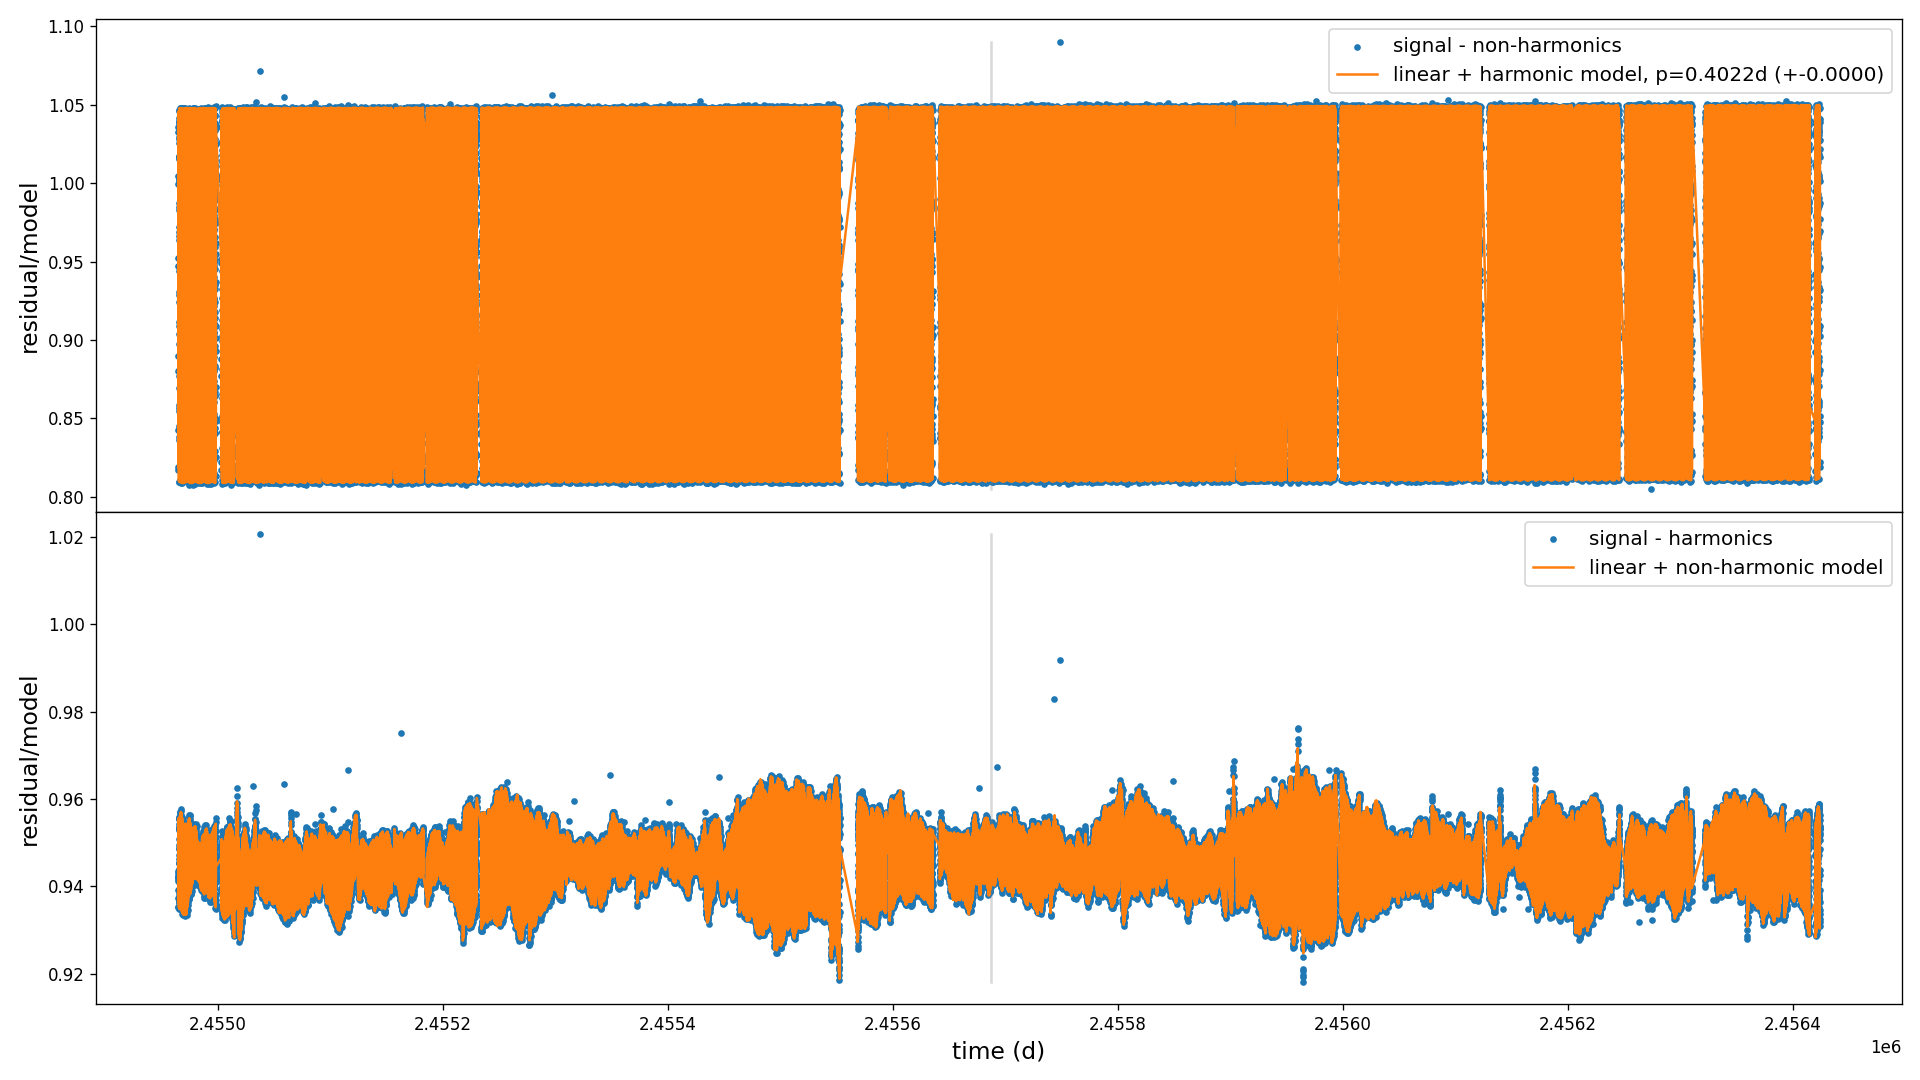 1.10
1.05
1.00
0.95
0.90
0.85
0.80
residual/model
signal - non-harmonics
linear + harmonic model, p=0.4022d (+-0.0000)
1.02
1.00
0.98
0.96
0.94
0.92
residual/model
signal - harmonics
linear + non-harmonic model
2.4550 2.4552 2.4554 2.4556 2.4558 2.4560 2.4562 2.4564
1e6
time (d)